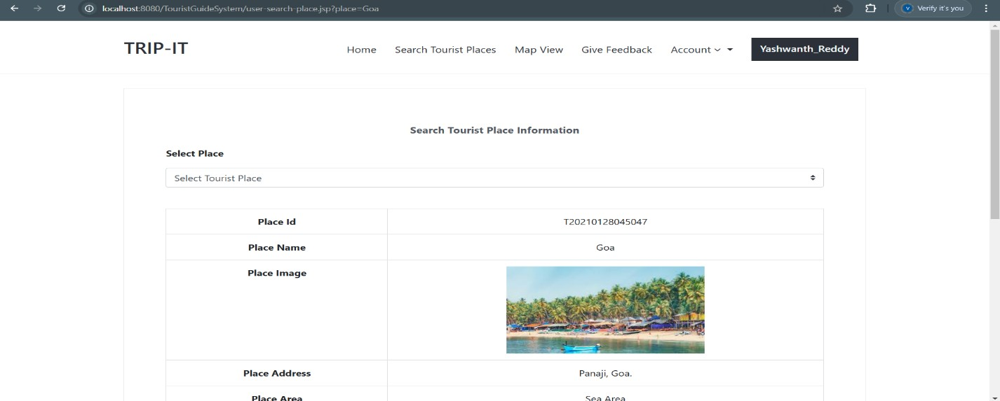 localhost:8080/TouristGuideSystem/user-search-place.jsp?place=Goa
V Verify it's you
TRIP-IT
Home Search Tourist Places Map View Give Feedback Account Yashwanth_Reddy
Search Tourist Place Information
Select Place
Select Tourist Place
Place Id T20210128045047
Place Name Goa
Place Image
Place Address Panaji, Goa.
Place Area Sea Area